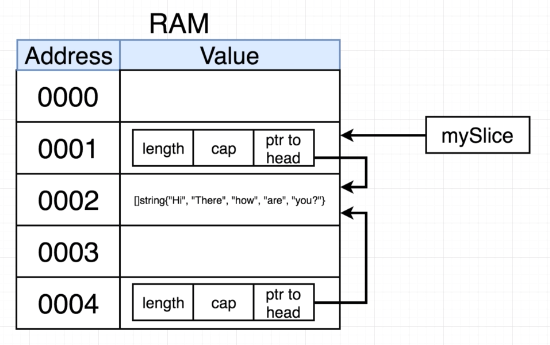 RAM
Address Value
0000
0001 length cap ptr to head mySlice
0002 []string{"Hi", "There", "how", "are", "you?"}
0003
0004 length cap ptr to head